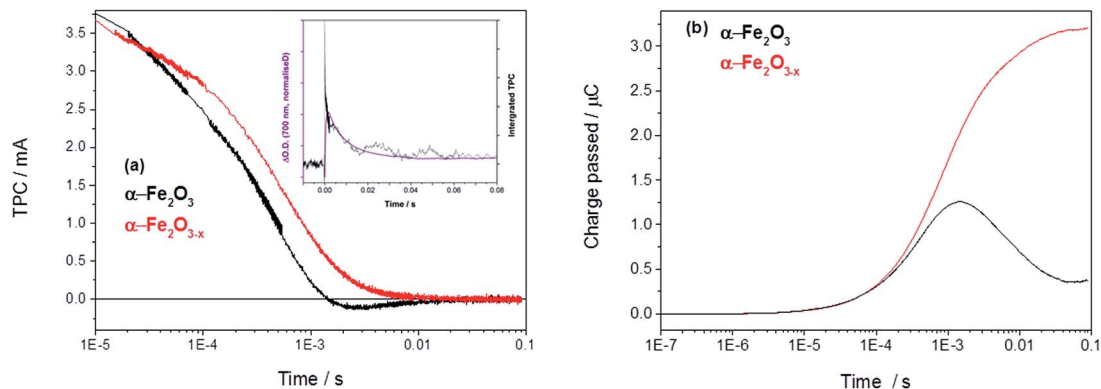 3.5
3.0
2.5
2.0
1.5
1.0
0.5
0.0
TPC / mA
(a)
α–Fe₂O₃
α–Fe₂O₃₋ₓ
1E-5
1E-4
1E-3
0.01
0.1
Time / s
ΔO.D. (700 nm, normaliseD)
Intergrated TPC
0.00
0.02
0.04
0.06
0.08
Time / s
(b)
α–Fe₂O₃
α–Fe₂O₃₋ₓ
3.0
2.5
2.0
1.5
1.0
0.5
0.0
Charge passed / μC
1E-7
1E-6
1E-5
1E-4
1E-3
0.01
0.1
Time / s